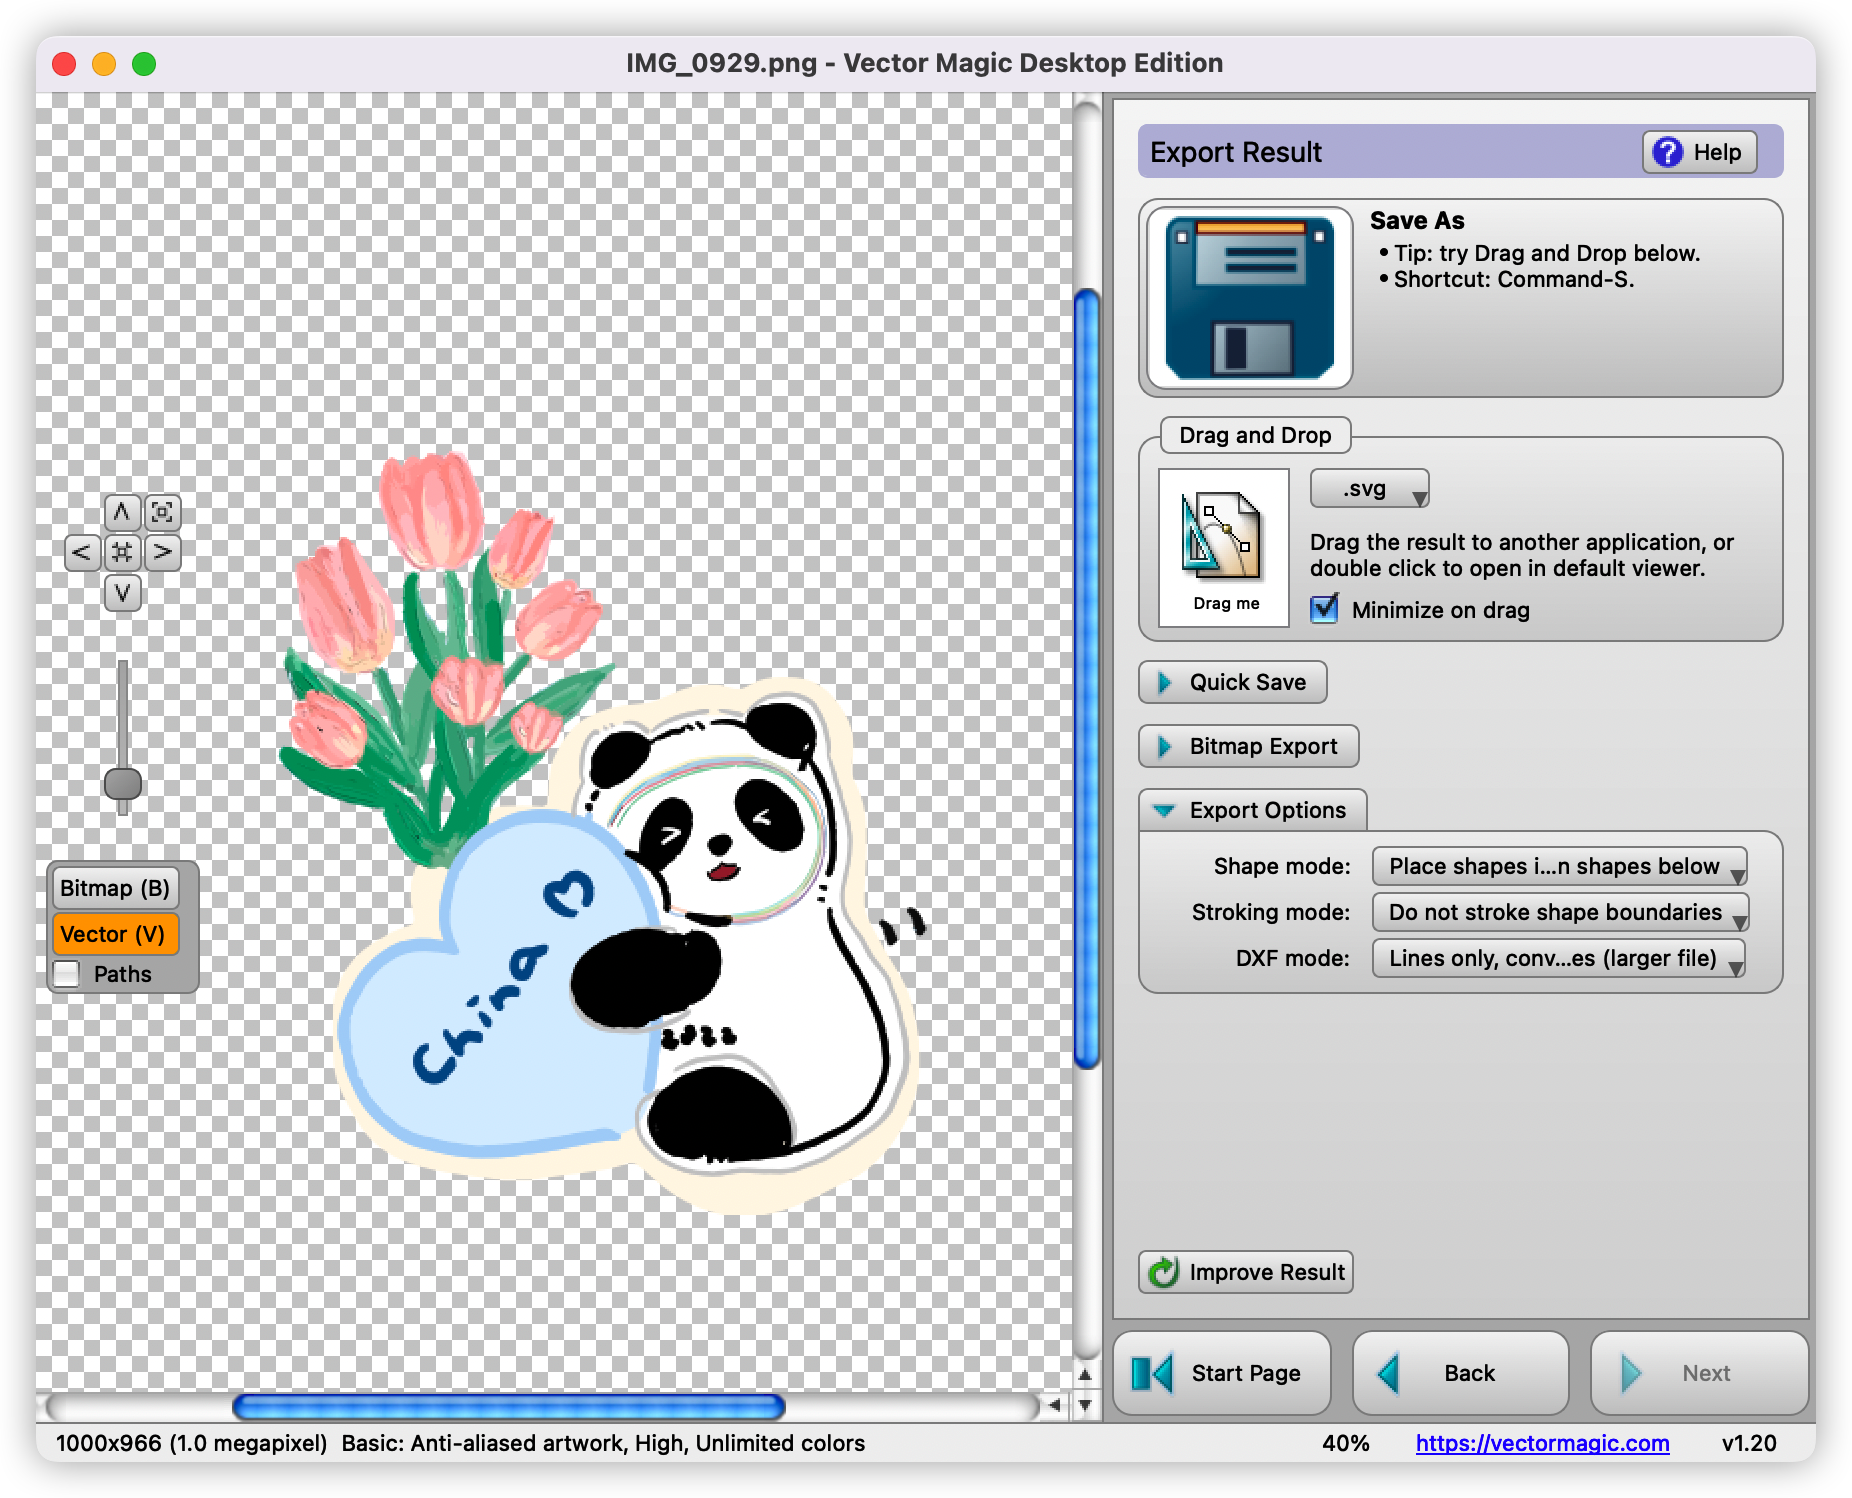 IMG_0929.png - Vector Magic Desktop Edition
Export Result
Help
Save As
• Tip: try Drag and Drop below.
• Shortcut: Command-S.
Drag and Drop
.svg
Drag me
Drag the result to another application, or
double click to open in default viewer.
Minimize on drag
Quick Save
Bitmap Export
Export Options
Shape mode: Place shapes i...n shapes below
Stroking mode: Do not stroke shape boundaries
DXF mode: Lines only, conv...es (larger file)
Improve Result
Start Page
Back
Next
Bitmap (B)
Vector (V)
Paths
China
2022
1000x966 (1.0 megapixel) Basic: Anti-aliased artwork, High, Unlimited colors
40%
https://vectormagic.com
v1.20